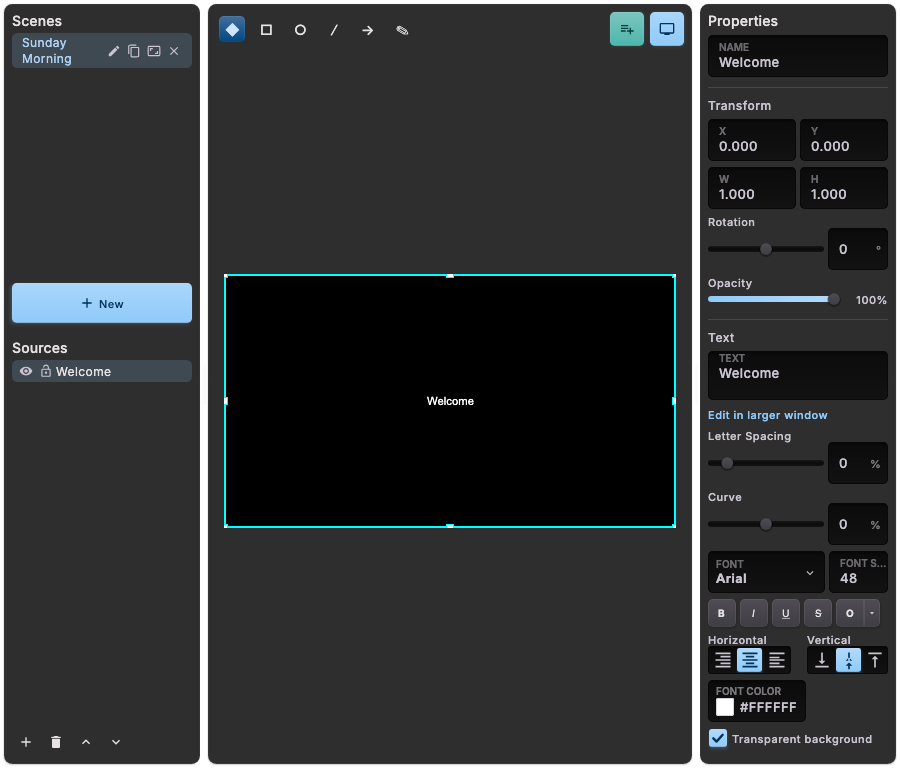 Scenes
Sunday
Morning
+ New
Sources
Welcome
Welcome
Properties
NAME
Welcome
Transform
X
0.000
Y
0.000
W
1.000
H
1.000
Rotation
0 °
Opacity
100%
Text
TEXT
Welcome
Edit in larger window
Letter Spacing
0 %
Curve
0 %
FONT
Arial
FONT S...
48
B I U S O
Horizontal
Vertical
FONT COLOR
#FFFFFF
Transparent background